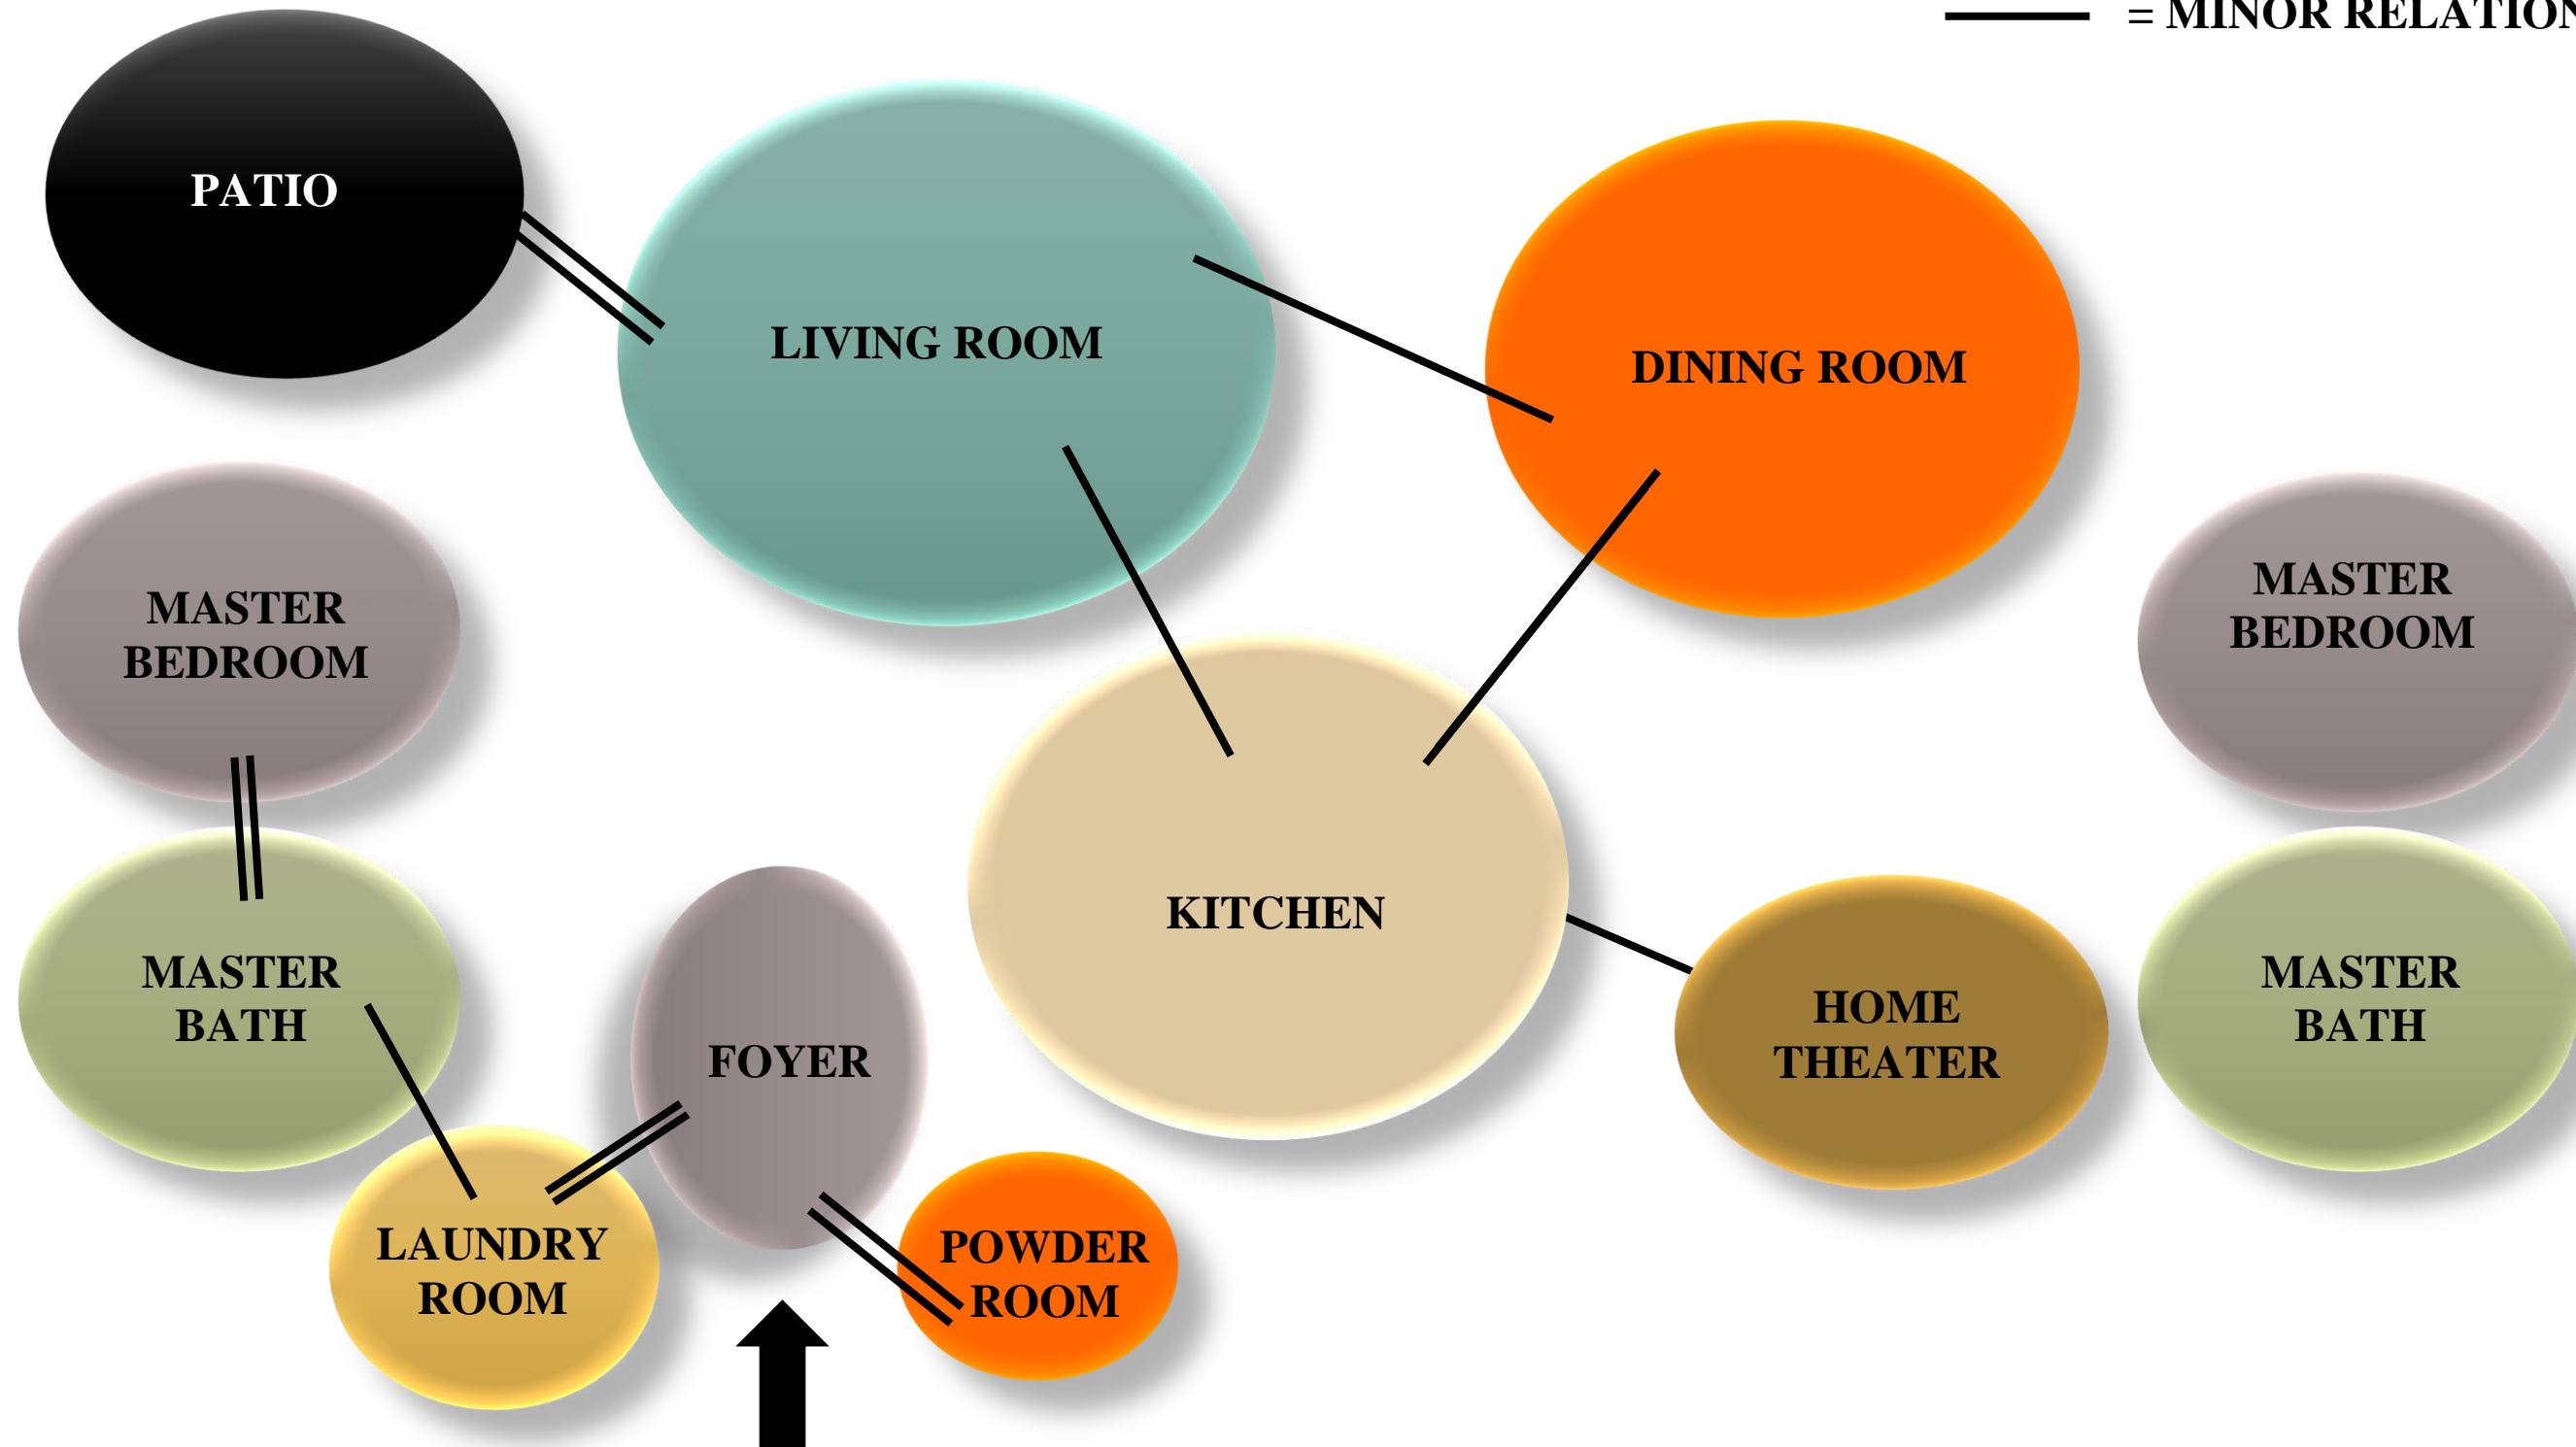 = MINOR RELATION
PATIO
LIVING ROOM
DINING ROOM
MASTER
BEDROOM
MASTER
BEDROOM
KITCHEN
MASTER
BATH
FOYER
HOME
THEATER
MASTER
BATH
LAUNDRY
ROOM
POWDER
ROOM